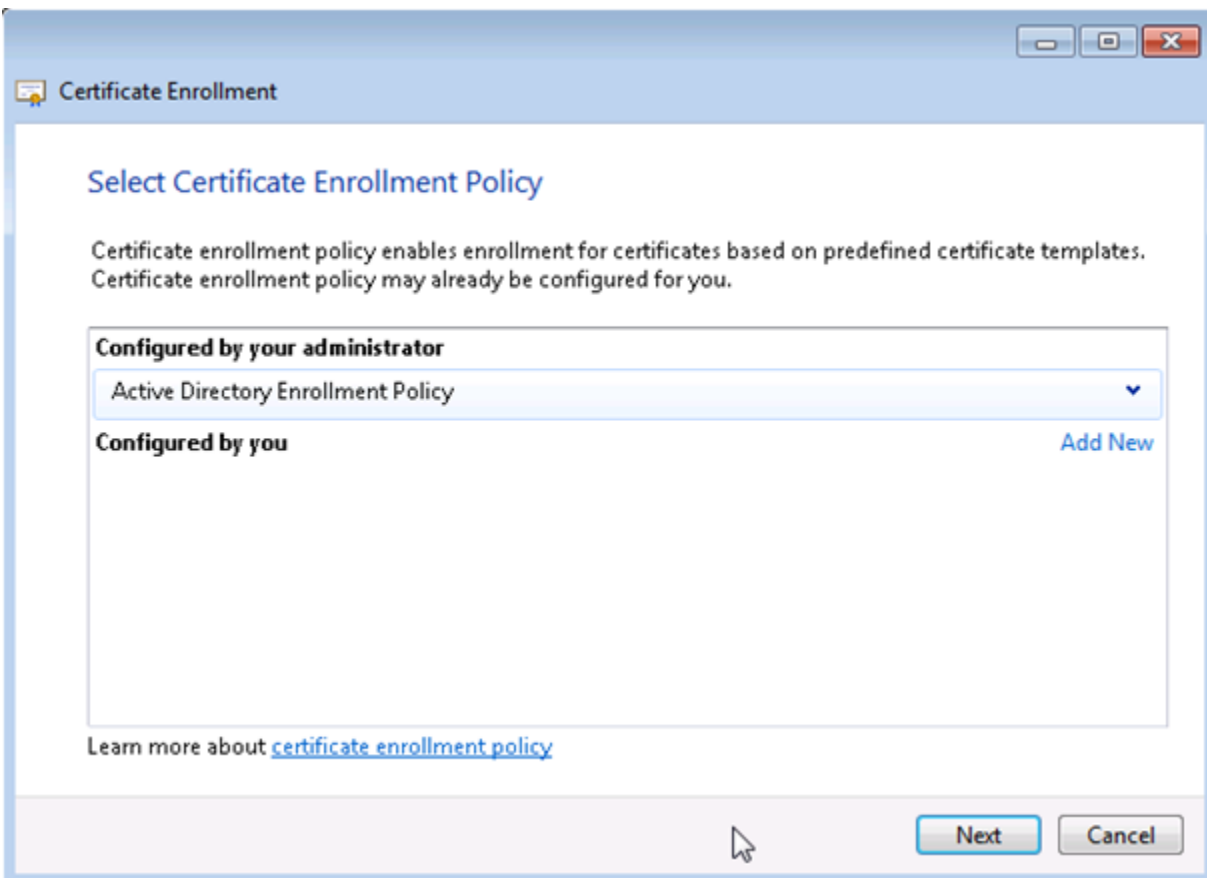 Certificate Enrollment
Select Certificate Enrollment Policy
Certificate enrollment policy enables enrollment for certificates based on predefined certificate templates.
Certificate enrollment policy may already be configured for you.
Configured by your administrator
Active Directory Enrollment Policy
Configured by you Add New
Learn more about certificate enrollment policy
Next Cancel